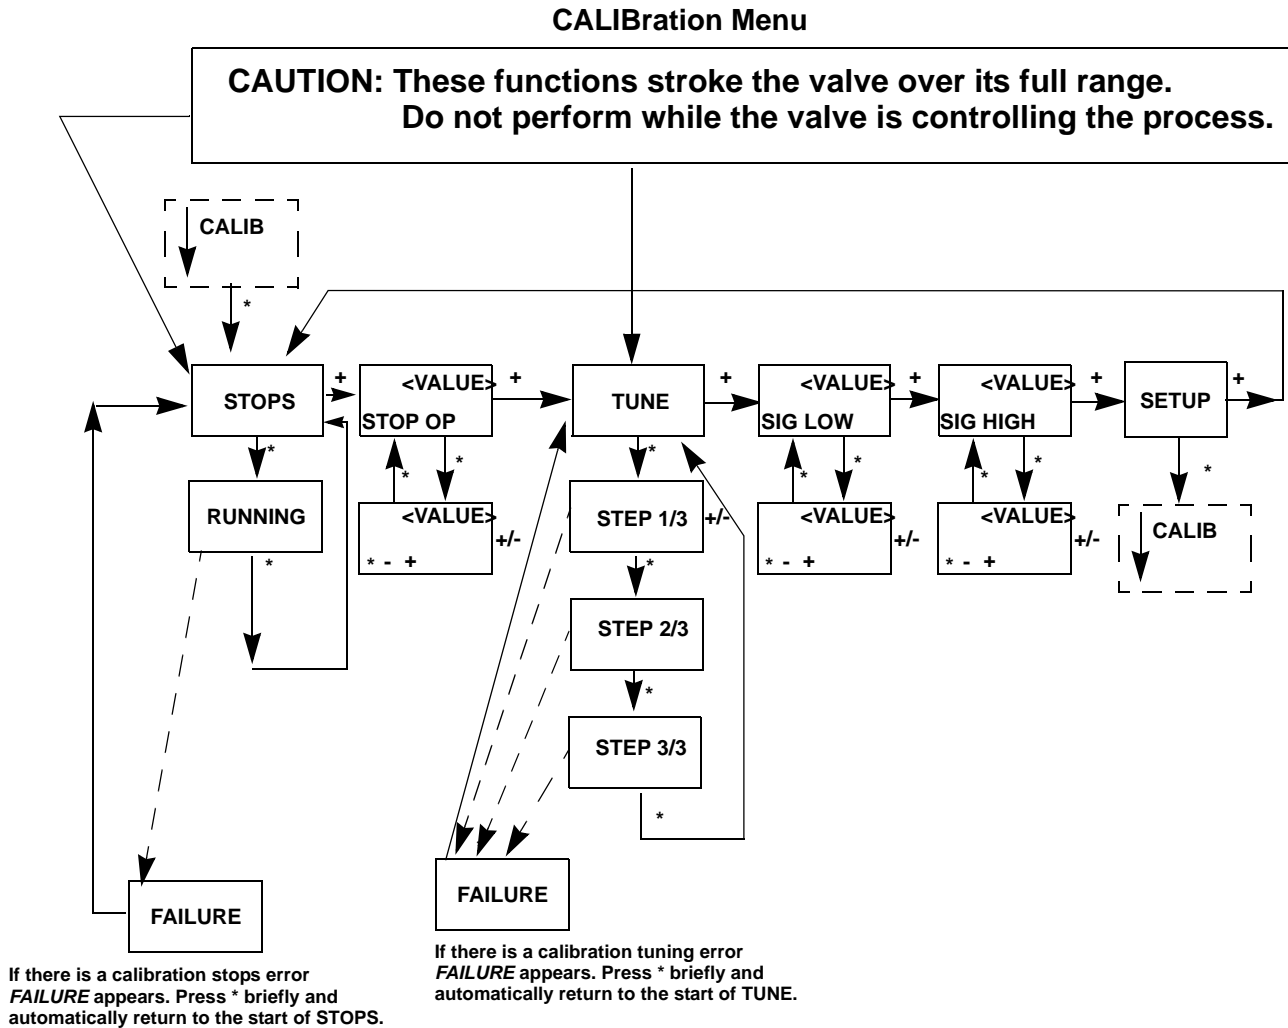 CALIBration Menu
CAUTION: These functions stroke the valve over its full range.
Do not perform while the valve is controlling the process.
CALIB
*
STOPS
+
<VALUE>
STOP OP
+
TUNE
+
<VALUE>
SIG LOW
+
<VALUE>
SIG HIGH
+
SETUP
+
*
*
*
*
*
*
*
*
*
RUNNING
<VALUE>
* - +
+/-
STEP 1/3
+/-
<VALUE>
* - +
+/-
<VALUE>
* - +
+/-
CALIB
*
*
STEP 2/3
*
STEP 3/3
*
FAILURE
If there is a calibration stops error
FAILURE appears. Press * briefly and
automatically return to the start of STOPS.
FAILURE
If there is a calibration tuning error
FAILURE appears. Press * briefly and
automatically return to the start of TUNE.